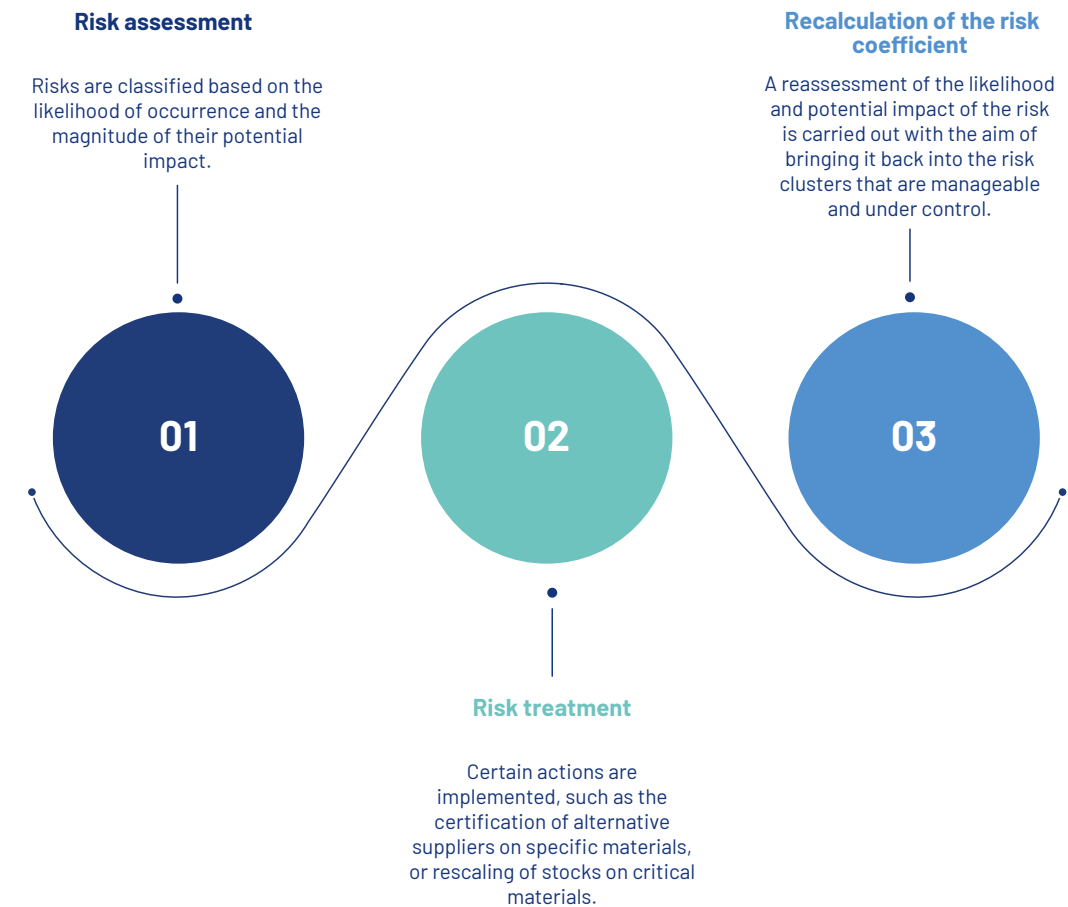 Risk assessment
Risks are classified based on the
likelihood of occurrence and the
magnitude of their potential
impact.
01
02
Risk treatment
Certain actions are
implemented, such as the
certification of alternative
suppliers on specific materials,
or rescaling of stocks on critical
materials.
Recalculation of the risk
coefficient
A reassessment of the likelihood
and potential impact of the risk
is carried out with the aim of
bringing it back into the risk
clusters that are manageable
and under control.
03